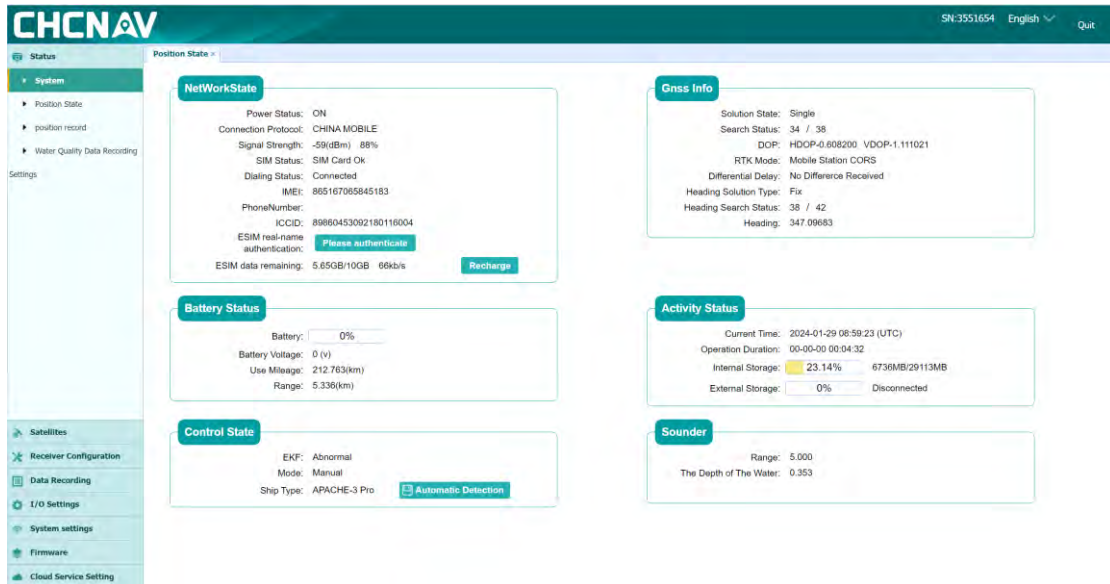 CHCNAV
SN:3551654 English Quit
Status
System
Position State
position record
Water Quality Data Recording
Settings
Satellites
Receiver Configuration
Data Recording
I/O Settings
System settings
Firmware
Cloud Service Setting
Position State ×
NetWorkState
Power Status: ON
Connection Protocol: CHINA MOBILE
Signal Strength: -59(dBm) 88%
SIM Status: SIM Card Ok
Dialing Status: Connected
IMEI: 865167065845183
PhoneNumber:
ICCID: 89860453092180116004
ESIM real-name
authentication: Please authenticate
ESIM data remaining: 5.65GB/10GB 66kb/s Recharge
Gnss Info
Solution State: Single
Search Status: 34 / 38
DOP: HDOP-0.608200 VDOP-1.111021
RTK Mode: Mobile Station CORS
Differential Delay: No Difference Received
Heading Solution Type: Fix
Heading Search Status: 38 / 42
Heading: 347.09683
Battery Status
Battery: 0%
Battery Voltage: 0 (v)
Use Mileage: 212.763(km)
Range: 5.336(km)
Activity Status
Current Time: 2024-01-29 08:59:23 (UTC)
Operation Duration: 00-00-00 00:04:32
Internal Storage: 23.14% 6736MB/29113MB
External Storage: 0% Disconnected
Control State
EKF: Abnormal
Mode: Manual
Ship Type: APACHE-3 Pro Automatic Detection
Sounder
Range: 5.000
The Depth of The Water: 0.353